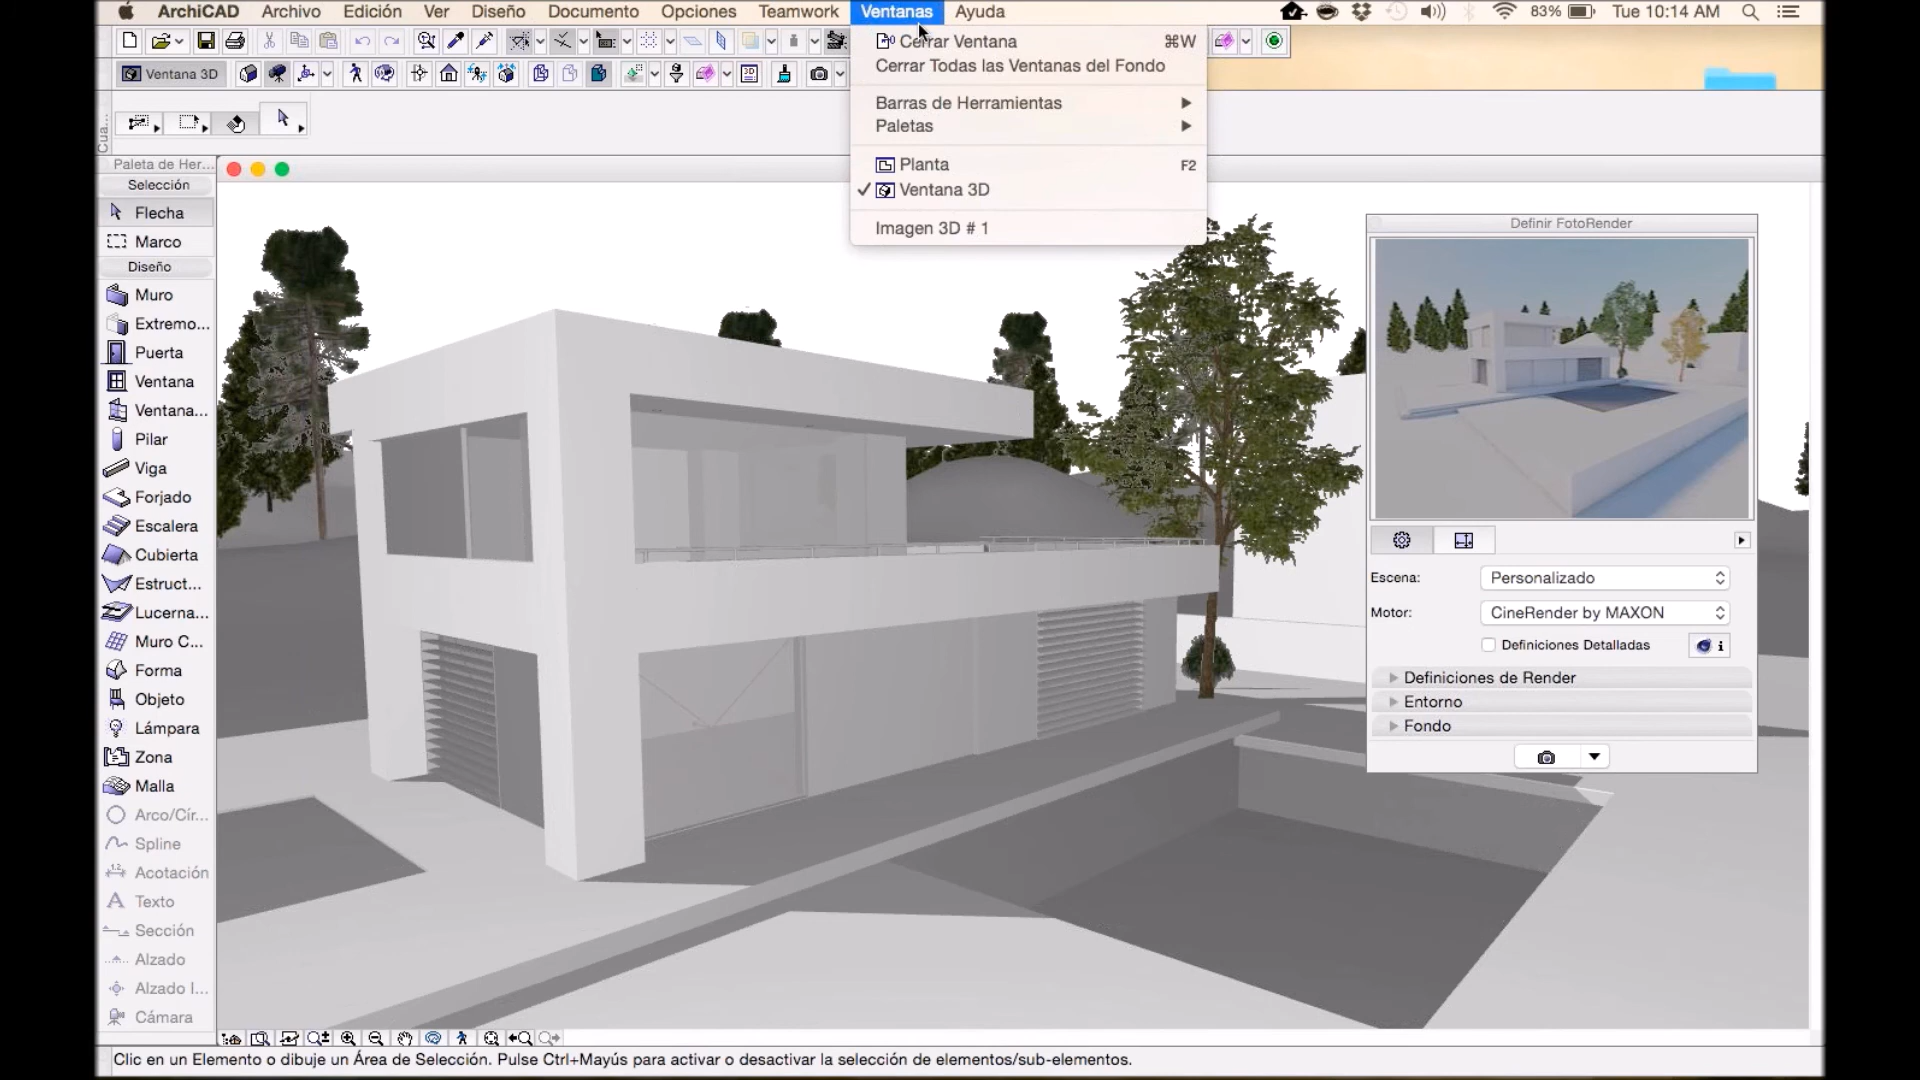 ArchiCAD Archivo Edición Ver Diseño Documento Opciones Teamwork Ventanas Ayuda 83% Tue 10:14 AM
Cerrar Ventana ⌘W
Cerrar Todas las Ventanas del Fondo
Barras de Herramientas
Paletas
Planta F2
Ventana 3D
Imagen 3D # 1
Ventana 3D
Cua...
Paleta de Her...
Selección
Flecha
Marco
Diseño
Muro
Extremo...
Puerta
Ventana
Ventana...
Pilar
Viga
Forjado
Escalera
Cubierta
Estruct...
Lucerna...
Muro C...
Forma
Objeto
Lámpara
Zona
Malla
Arco/Cír...
Spline
Acotación
Texto
Sección
Alzado
Alzado I...
Cámara
Definir FotoRender
Escena: Personalizado
Motor: CineRender by MAXON
Definiciones Detalladas
Definiciones de Render
Entorno
Fondo
Clic en un Elemento o dibuje un Área de Selección. Pulse Ctrl+Mayús para activar o desactivar la selección de elementos/sub-elementos.